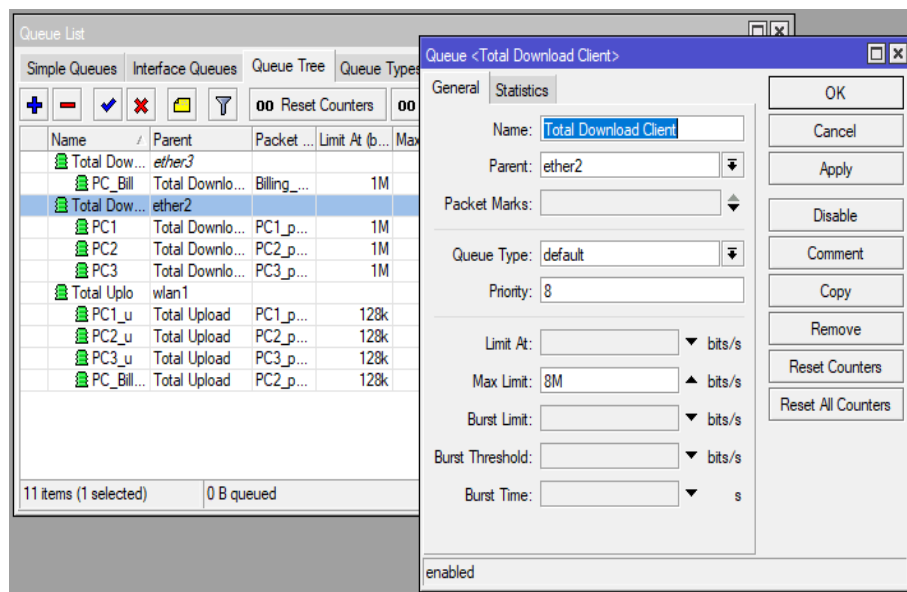 Queue List
Simple Queues Interface Queues Queue Tree Queue Types
00 Reset Counters 00
Name / Parent Packet ... Limit At (b... Max
Total Dow... ether3
PC_Bill Total Downlo... Billing_... 1M
Total Dow... ether2
PC1 Total Downlo... PC1_p... 1M
PC2 Total Downlo... PC2_p... 1M
PC3 Total Downlo... PC3_p... 1M
Total Uplo wlan1
PC1_u Total Upload PC1_p... 128k
PC2_u Total Upload PC2_p... 128k
PC3_u Total Upload PC3_p... 128k
PC_Bill... Total Upload PC2_p... 128k
11 items (1 selected) 0 B queued
Queue <Total Download Client>
General Statistics
Name: Total Download Client
Parent: ether2
Packet Marks:
Queue Type: default
Priority: 8
Limit At: bits/s
Max Limit: 8M bits/s
Burst Limit: bits/s
Burst Threshold: bits/s
Burst Time: s
enabled
OK
Cancel
Apply
Disable
Comment
Copy
Remove
Reset Counters
Reset All Counters